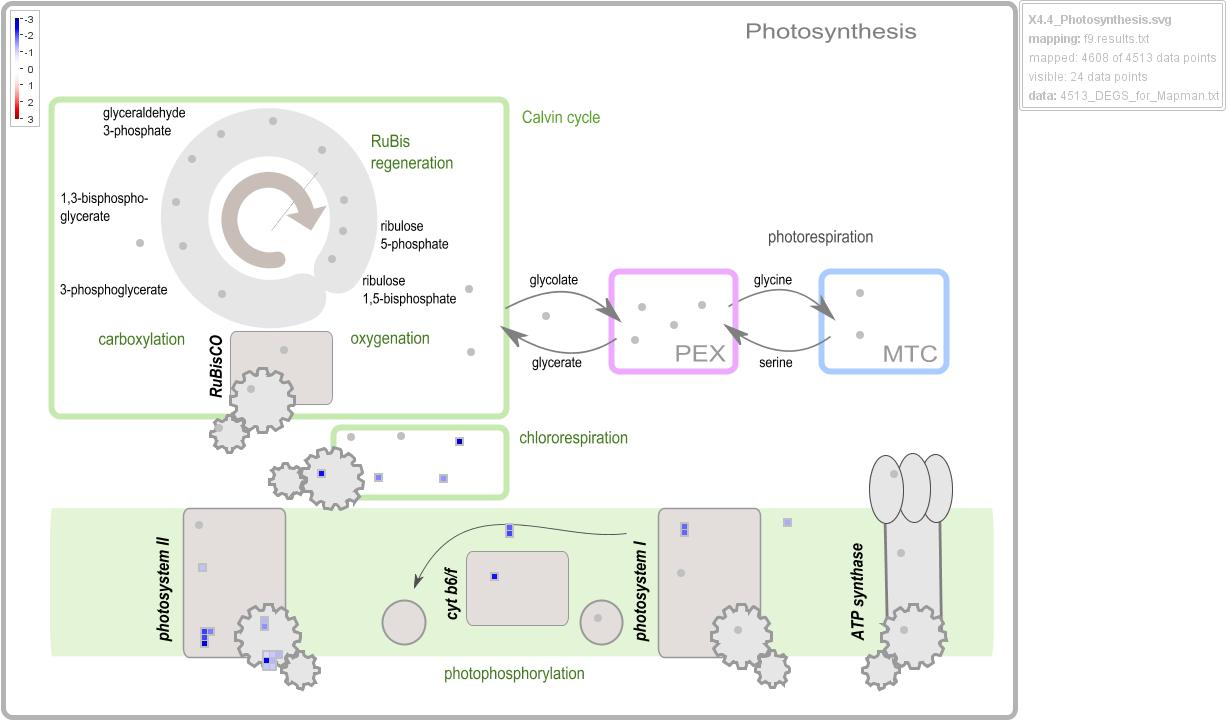 Photosynthesis
-3
-2
-1
0
1
2
3
X4.4_Photosynthesis.svg
mapping: f9.results.txt
mapped: 4608 of 4513 data points
visible: 24 data points
data: 4513_DEGS_for_Mapman.txt
glyceraldehyde
3-phosphate
Calvin cycle
RuBis
regeneration
1,3-bisphospho-
glycerate
ribulose
5-phosphate
3-phosphoglycerate
ribulose
1,5-bisphosphate
carboxylation
oxygenation
RuBisCO
photorespiration
glycolate
glycine
glycerate
serine
PEX
MTC
chlororespiration
photosystem II
cyt b6/f
photosystem I
ATP synthase
photophosphorylation